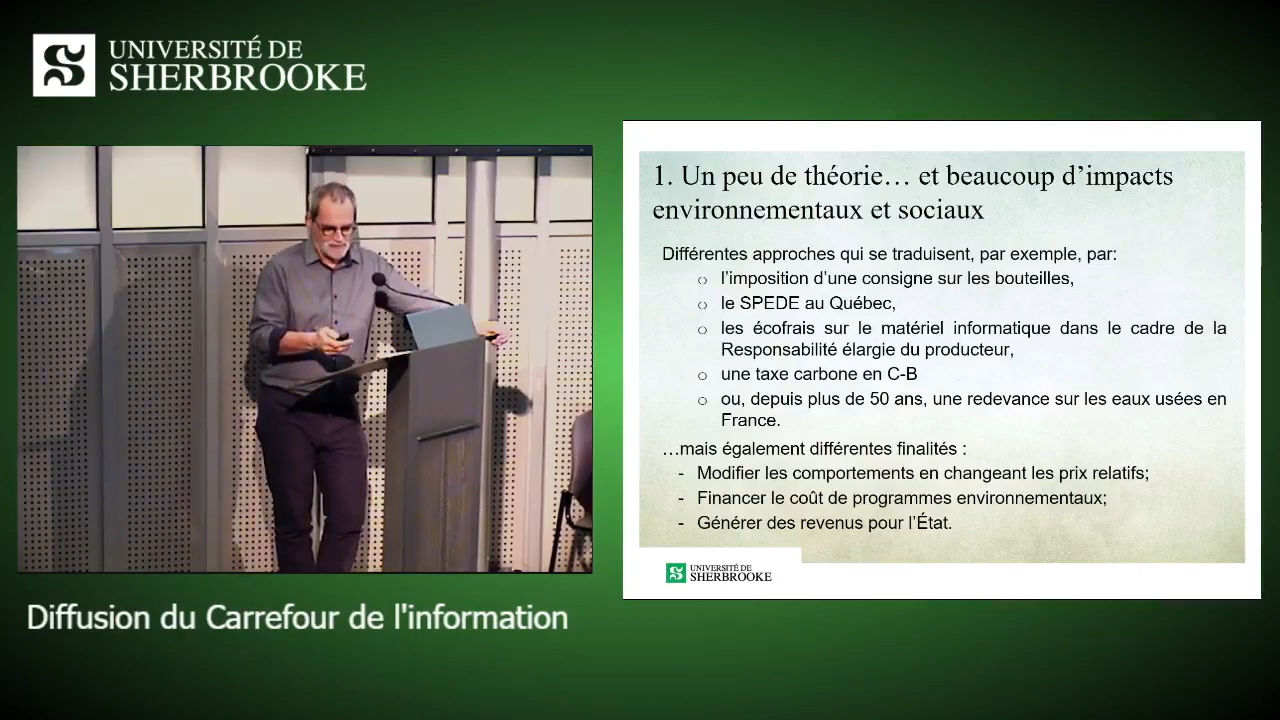 UNIVERSITÉ DE
SHERBROOKE
1. Un peu de théorie… et beaucoup d’impacts
environnementaux et sociaux
Différentes approches qui se traduisent, par exemple, par:
o l’imposition d’une consigne sur les bouteilles,
o le SPEDE au Québec,
o les écofrais sur le matériel informatique dans le cadre de la
Responsabilité élargie du producteur,
o une taxe carbone en C-B
o ou, depuis plus de 50 ans, une redevance sur les eaux usées en
France.
…mais également différentes finalités :
- Modifier les comportements en changeant les prix relatifs;
- Financer le coût de programmes environnementaux;
- Générer des revenus pour l’État.
UNIVERSITÉ DE
SHERBROOKE
Diffusion du Carrefour de l'information